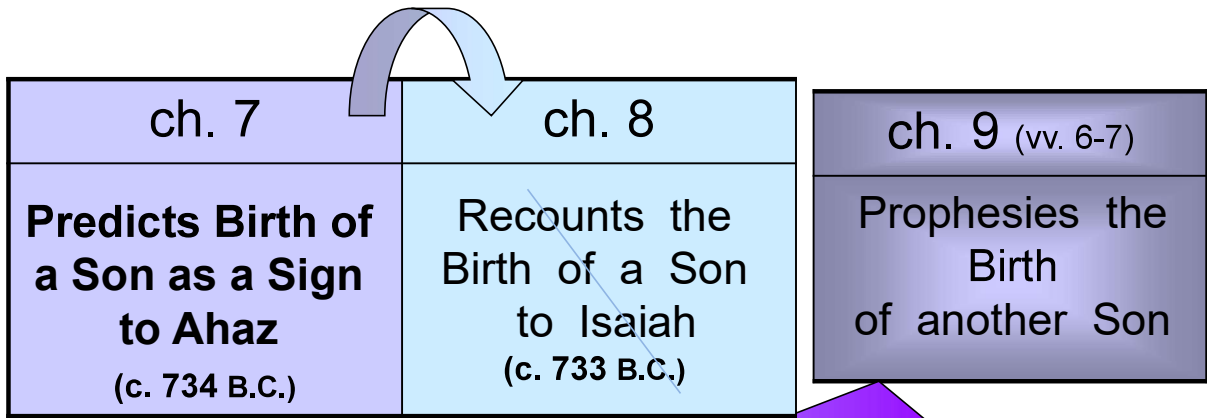 ch. 7
Predicts Birth of
a Son as a Sign
to Ahaz
(c. 734 B.C.)
ch. 8
Recounts the
Birth of a Son
to Isaiah
(c. 733 B.C.)
ch. 9 (vv. 6-7)
Prophesies the
Birth
of another Son